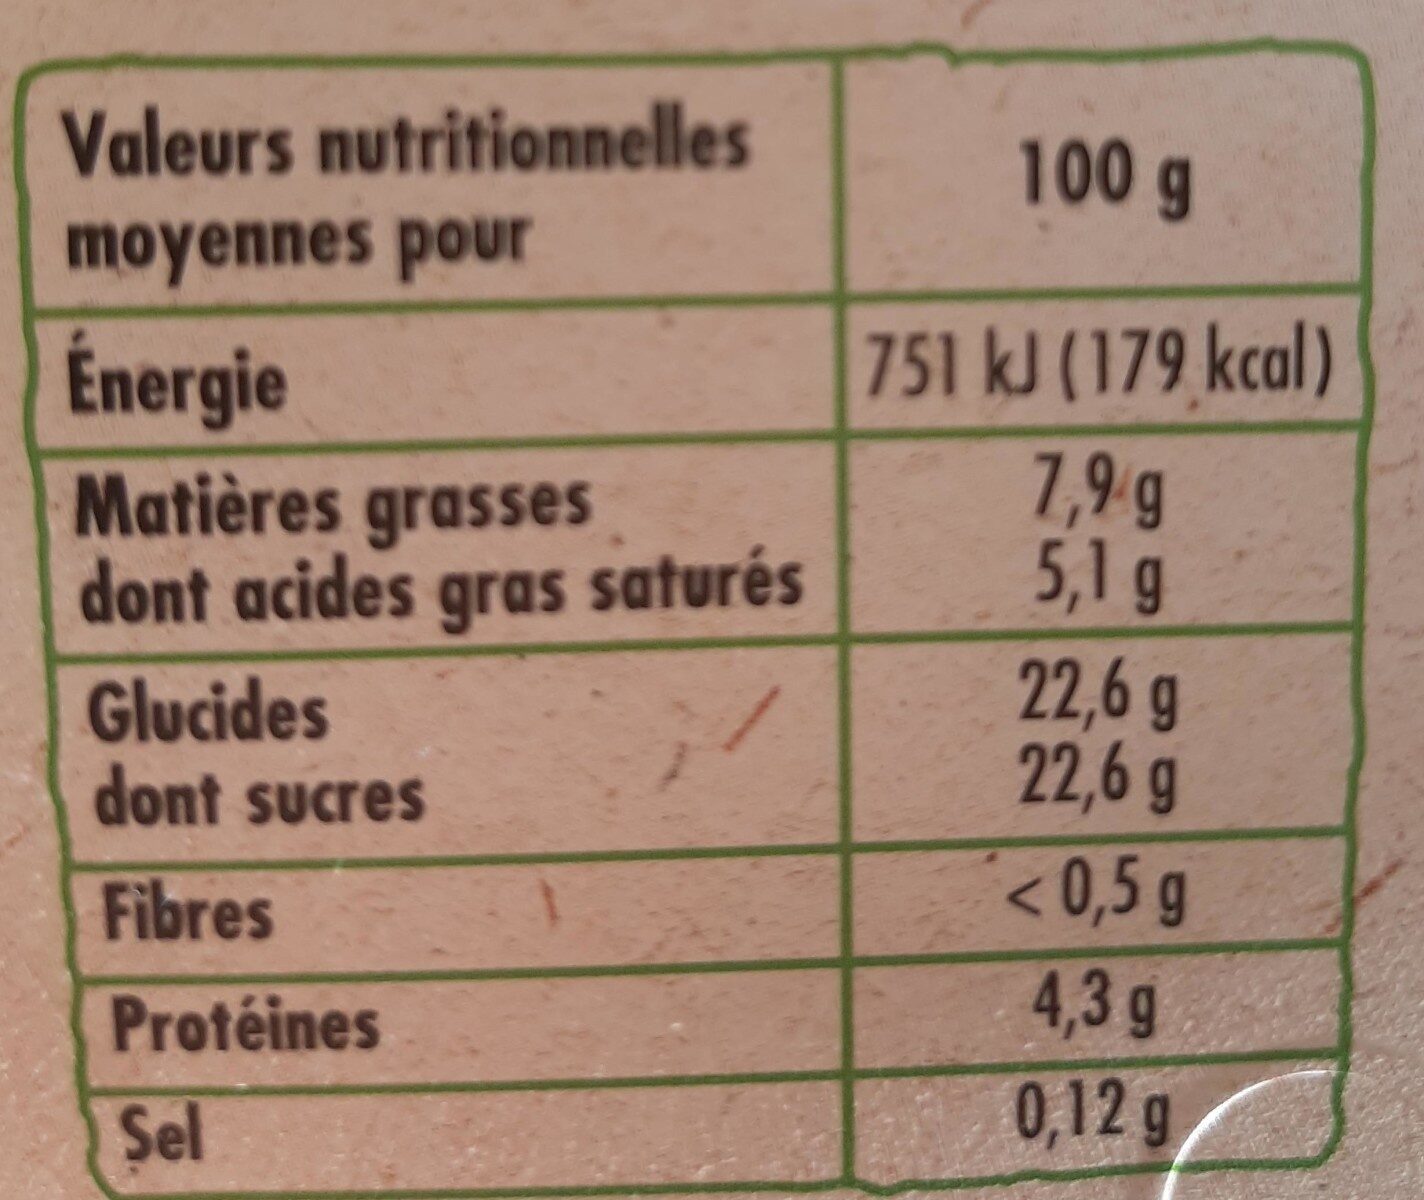 Valeurs nutritionnelles
moyennes pour 100 g
Énergie 751 kJ (179 kcal)
Matières grasses 7,9 g
dont acides gras saturés 5,1 g
Glucides 22,6 g
dont sucres 22,6 g
Fibres < 0,5 g
Protéines 4,3 g
Sel 0,12 g